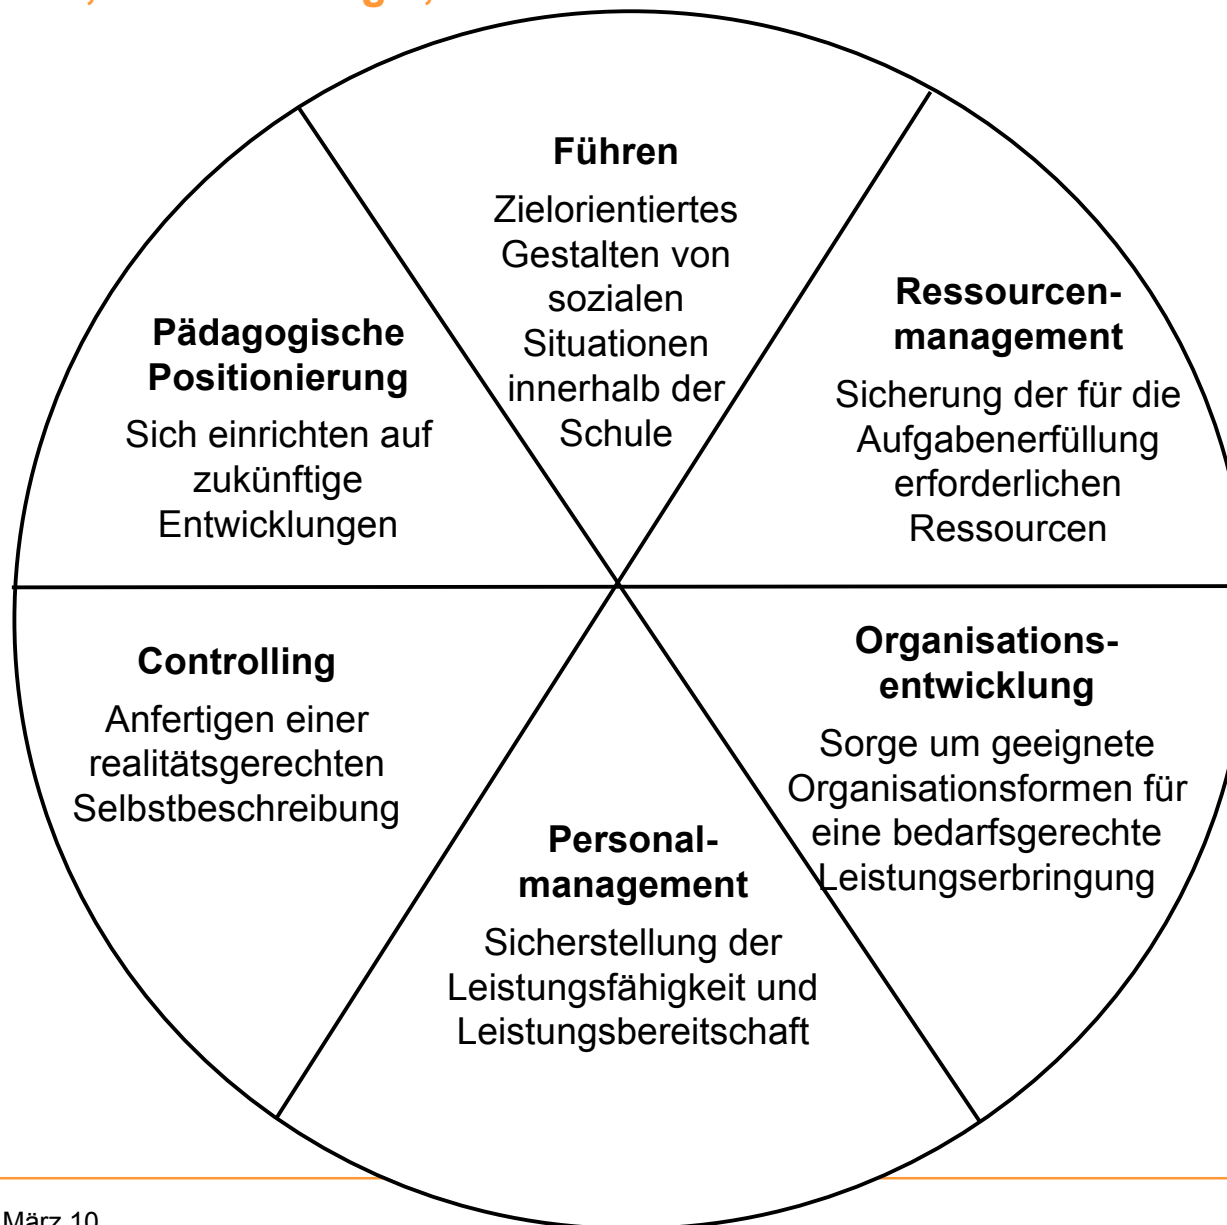 Führen
Zielorientiertes
Gestalten von
sozialen
Situationen
innerhalb der
Schule
Ressourcen-
management
Sicherung der für die
Aufgabenerfüllung
erforderlichen
Ressourcen
Pädagogische
Positionierung
Sich einrichten auf
zukünftige
Entwicklungen
Controlling
Anfertigen einer
realitätsgerechten
Selbstbeschreibung
Organisations-
entwicklung
Sorge um geeignete
Organisationsformen für
eine bedarfsgerechte
Leistungserbringung
Personal-
management
Sicherstellung der
Leistungsfähigkeit und
Leistungsbereitschaft
März 10